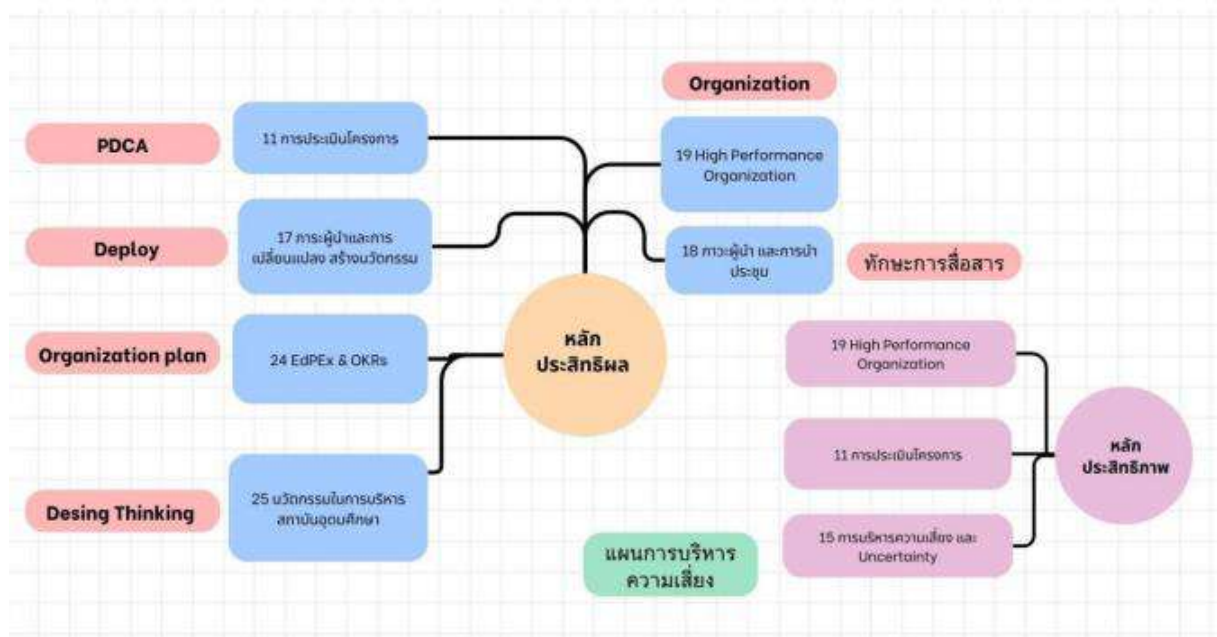 Organization
PDCA
11 การประเมินโครงการ
19 High Performance
Organization
Deploy
17 ภาระผู้นำและการ
เปลี่ยนแปลง สร้างนวัตกรรม
18 ภาวะผู้นำ และการนำ
ประชุม
ทักษะการสื่อสาร
Organization plan
24 EdPEx & OKRs
หลัก
ประสิทธิผล
19 High Performance
Organization
11 การประเมินโครงการ
หลัก
ประสิทธิภาพ
Desing Thinking
25 นวัตกรรมในการบริหาร
สถาบันอุดมศึกษา
15 การบริหารความเสี่ยง และ
Uncertainty
แผนการบริหาร
ความเสี่ยง